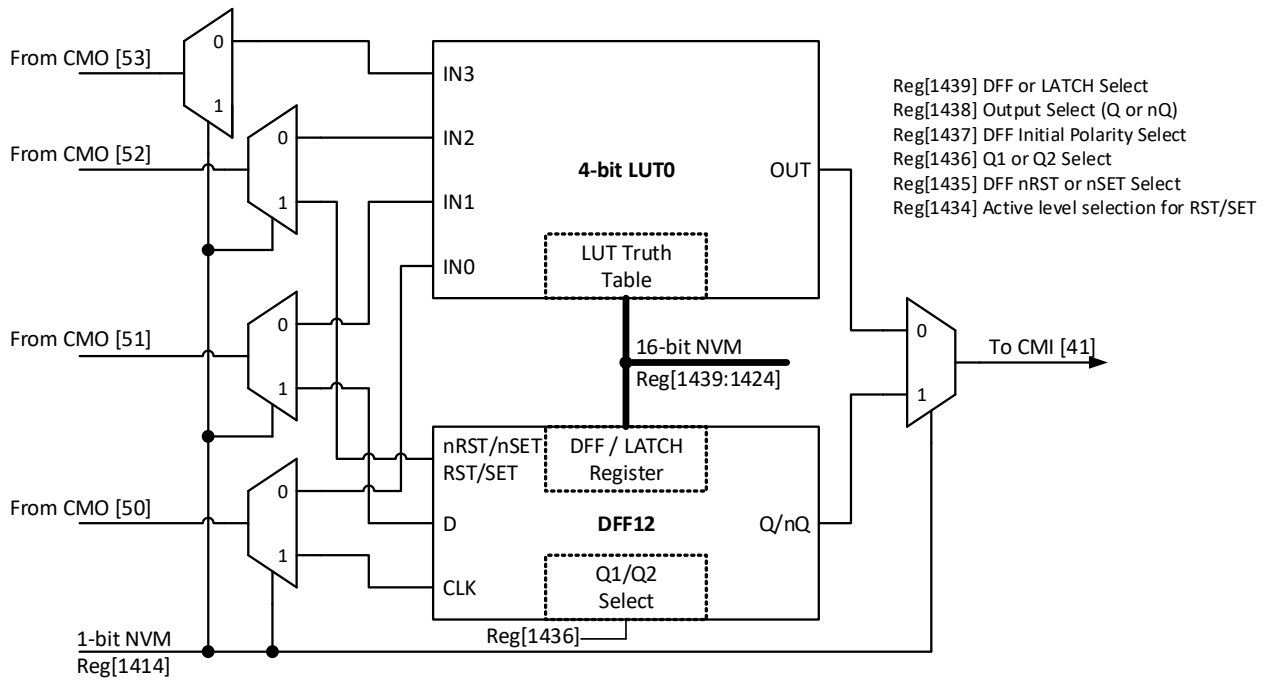 From CMO [53]
0
1
From CMO [52]
0
1
From CMO [51]
0
1
From CMO [50]
0
1
1-bit NVM
Reg[1414]
IN3
IN2
IN1
IN0
4-bit LUT0
OUT
LUT Truth
Table
16-bit NVM
Reg[1439:1424]
nRST/nSET
RST/SET
D
CLK
DFF / LATCH
Register
DFF12
Q/nQ
Q1/Q2
Select
Reg[1436]
0
1
To CMI [41]
Reg[1439] DFF or LATCH Select
Reg[1438] Output Select (Q or nQ)
Reg[1437] DFF Initial Polarity Select
Reg[1436] Q1 or Q2 Select
Reg[1435] DFF nRST or nSET Select
Reg[1434] Active level selection for RST/SET